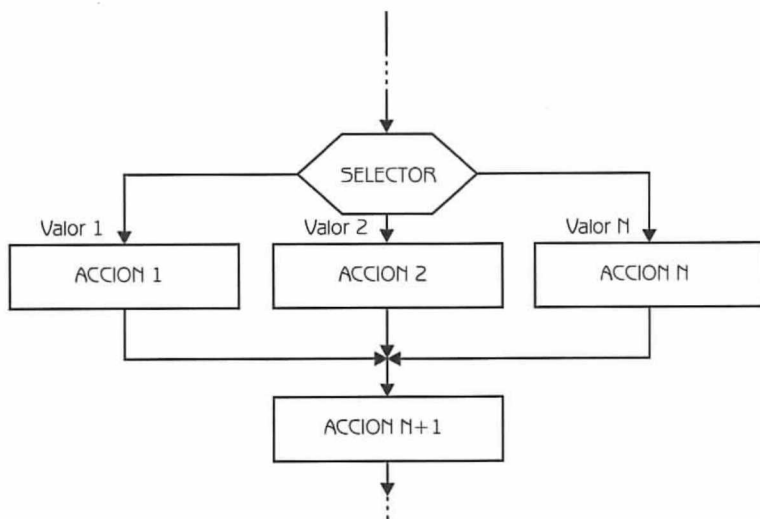 SELECTOR
Valor 1
Valor 2
Valor N
ACCION 1
ACCION 2
ACCION N
ACCION N+1